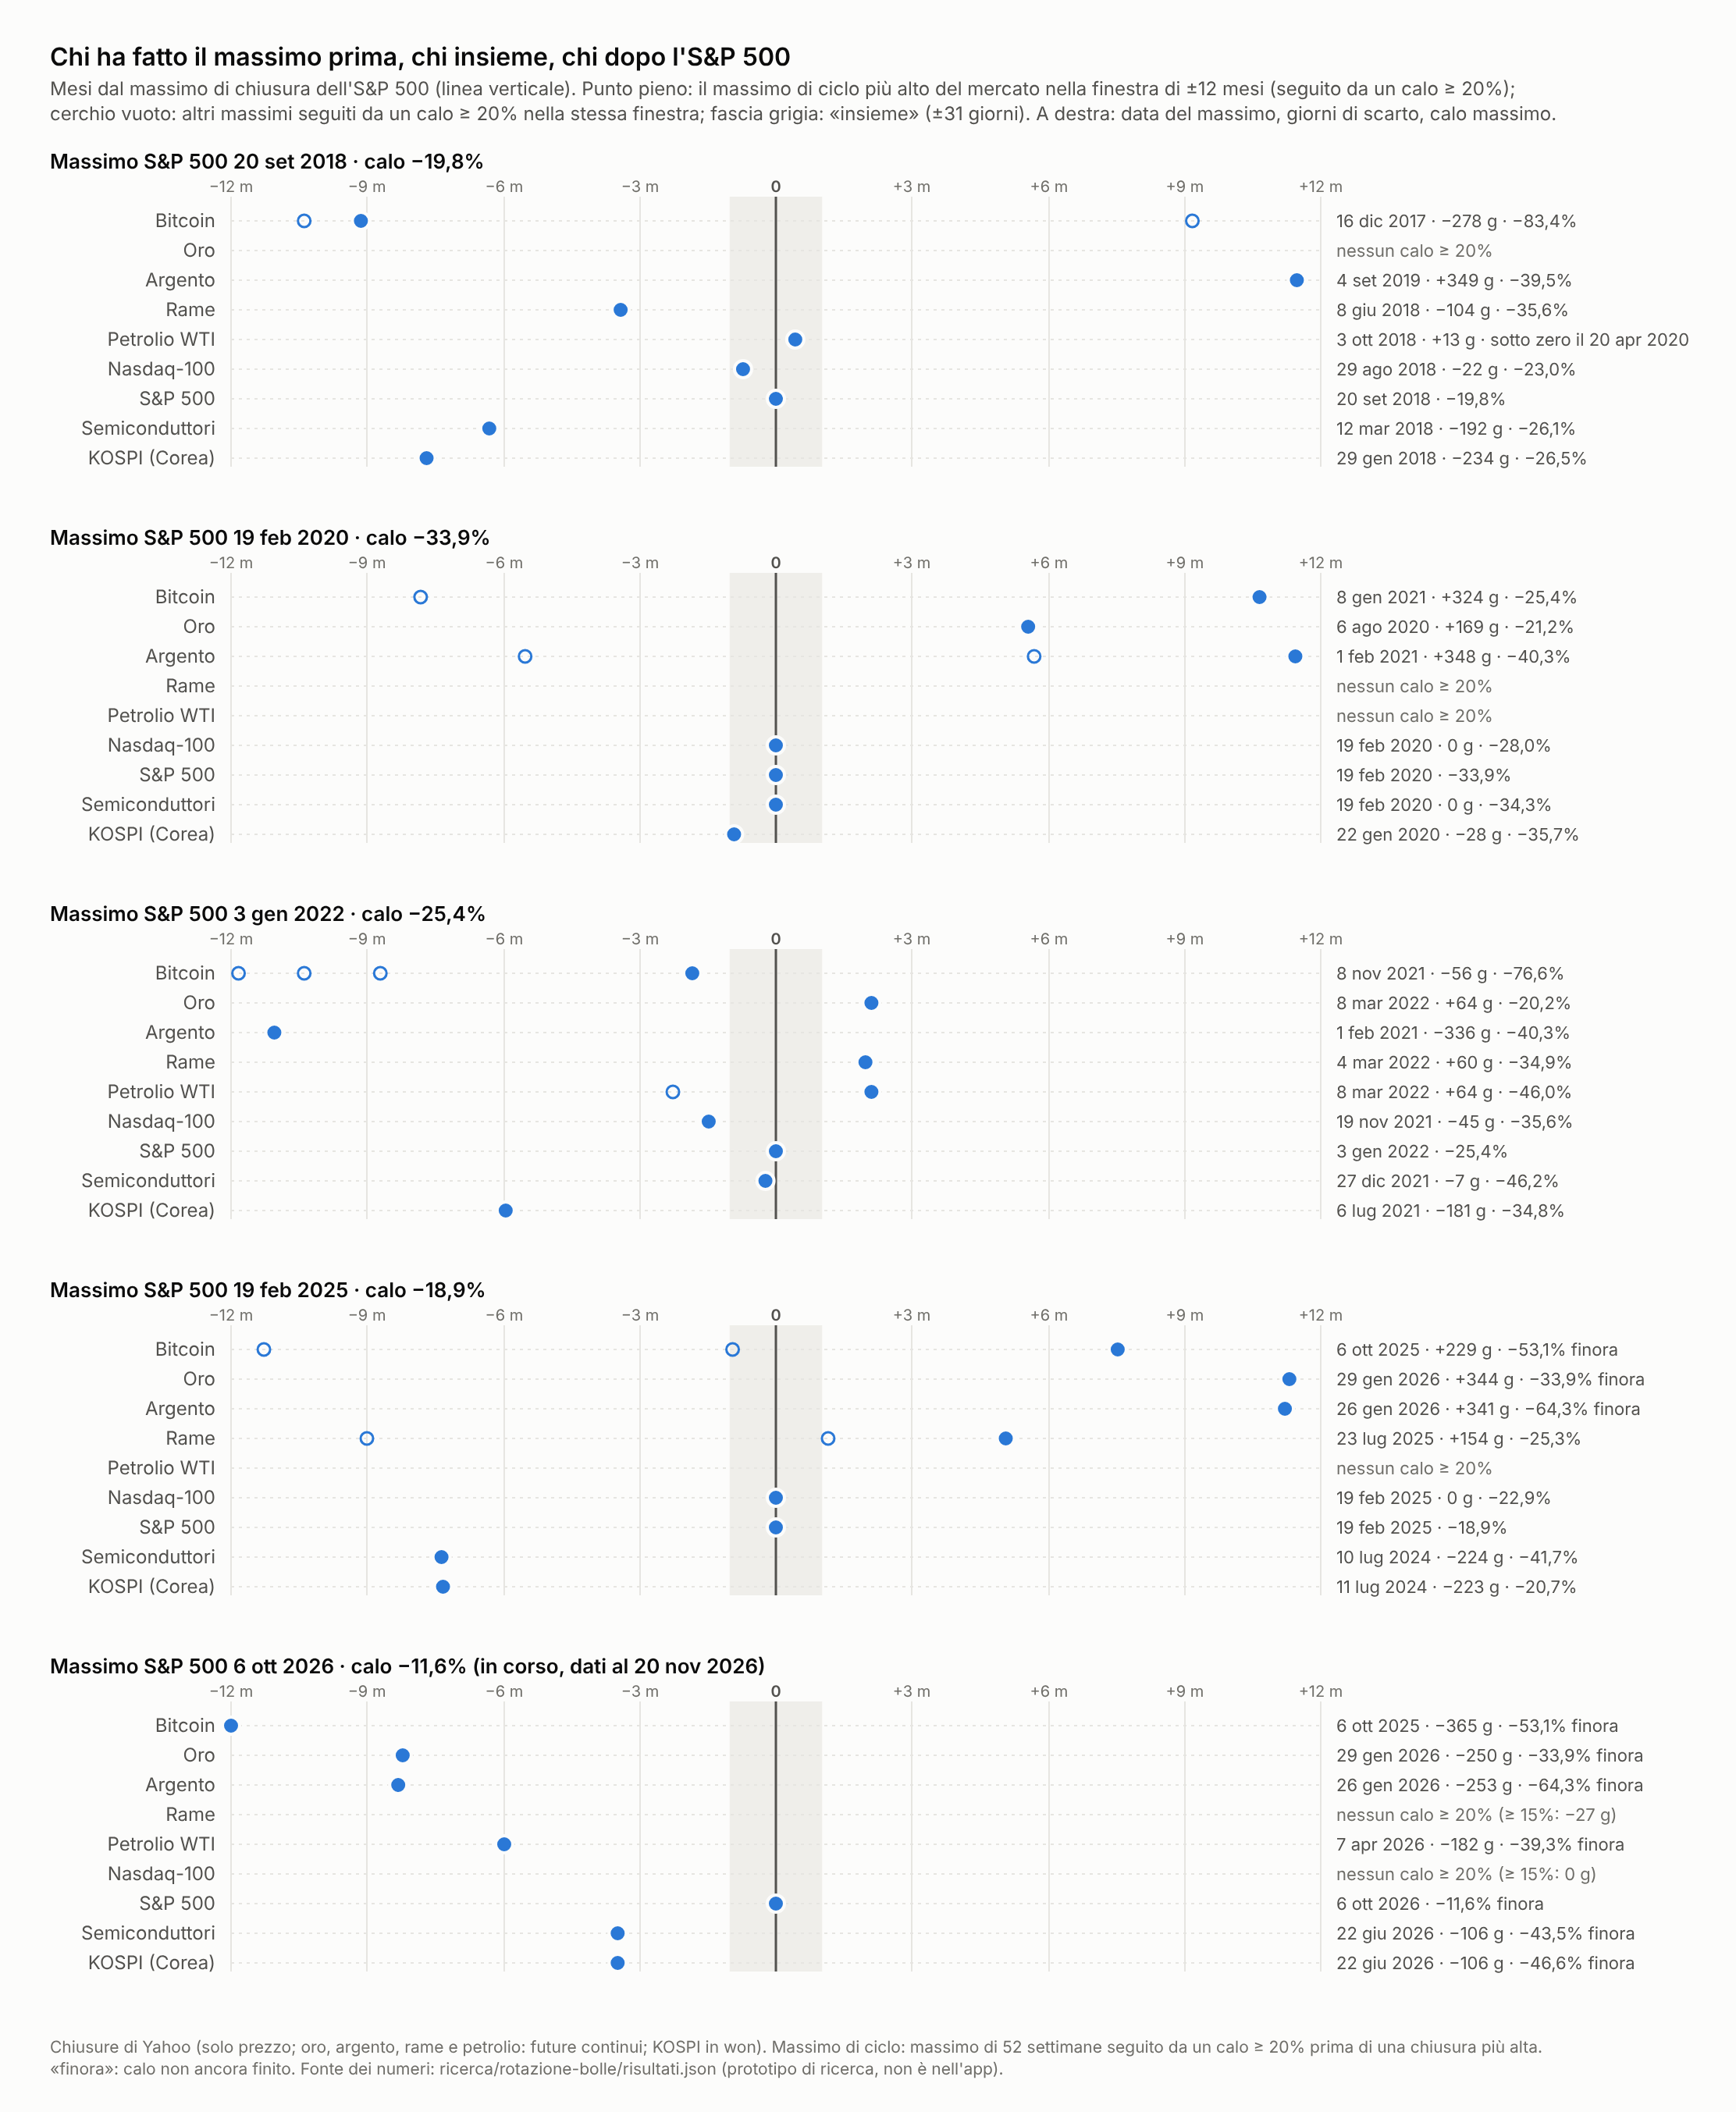 Chi ha fatto il massimo prima, chi insieme, chi dopo l'S&P 500
Mesi dal massimo di chiusura dell'S&P 500 (linea verticale). Punto pieno: il massimo di ciclo più alto del mercato nella finestra di ±12 mesi (seguito da un calo ≥ 20%);
cerchio vuoto: altri massimi seguiti da un calo ≥ 20% nella stessa finestra; fascia grigia: «insieme» (±31 giorni). A destra: data del massimo, giorni di scarto, calo massimo.
Massimo S&P 500 20 set 2018 · calo −19,8%
−12 m −9 m −6 m −3 m 0 +3 m +6 m +9 m +12 m
Bitcoin 16 dic 2017 · −278 g · −83,4%
Oro nessun calo ≥ 20%
Argento 4 set 2019 · +349 g · −39,5%
Rame 8 giu 2018 · −104 g · −35,6%
Petrolio WTI 3 ott 2018 · +13 g · sotto zero il 20 apr 2020
Nasdaq-100 29 ago 2018 · −22 g · −23,0%
S&P 500 20 set 2018 · −19,8%
Semiconduttori 12 mar 2018 · −192 g · −26,1%
KOSPI (Corea) 29 gen 2018 · −234 g · −26,5%
Massimo S&P 500 19 feb 2020 · calo −33,9%
−12 m −9 m −6 m −3 m 0 +3 m +6 m +9 m +12 m
Bitcoin 8 gen 2021 · +324 g · −25,4%
Oro 6 ago 2020 · +169 g · −21,2%
Argento 1 feb 2021 · +348 g · −40,3%
Rame nessun calo ≥ 20%
Petrolio WTI nessun calo ≥ 20%
Nasdaq-100 19 feb 2020 · 0 g · −28,0%
S&P 500 19 feb 2020 · −33,9%
Semiconduttori 19 feb 2020 · 0 g · −34,3%
KOSPI (Corea) 22 gen 2020 · −28 g · −35,7%
Massimo S&P 500 3 gen 2022 · calo −25,4%
−12 m −9 m −6 m −3 m 0 +3 m +6 m +9 m +12 m
Bitcoin 8 nov 2021 · −56 g · −76,6%
Oro 8 mar 2022 · +64 g · −20,2%
Argento 1 feb 2021 · −336 g · −40,3%
Rame 4 mar 2022 · +60 g · −34,9%
Petrolio WTI 8 mar 2022 · +64 g · −46,0%
Nasdaq-100 19 nov 2021 · −45 g · −35,6%
S&P 500 3 gen 2022 · −25,4%
Semiconduttori 27 dic 2021 · −7 g · −46,2%
KOSPI (Corea) 6 lug 2021 · −181 g · −34,8%
Massimo S&P 500 19 feb 2025 · calo −18,9%
−12 m −9 m −6 m −3 m 0 +3 m +6 m +9 m +12 m
Bitcoin 6 ott 2025 · +229 g · −53,1% finora
Oro 29 gen 2026 · +344 g · −33,9% finora
Argento 26 gen 2026 · +341 g · −64,3% finora
Rame 23 lug 2025 · +154 g · −25,3%
Petrolio WTI nessun calo ≥ 20%
Nasdaq-100 19 feb 2025 · 0 g · −22,9%
S&P 500 19 feb 2025 · −18,9%
Semiconduttori 10 lug 2024 · −224 g · −41,7%
KOSPI (Corea) 11 lug 2024 · −223 g · −20,7%
Massimo S&P 500 6 ott 2026 · calo −11,6% (in corso, dati al 20 nov 2026)
−12 m −9 m −6 m −3 m 0 +3 m +6 m +9 m +12 m
Bitcoin 6 ott 2025 · −365 g · −53,1% finora
Oro 29 gen 2026 · −250 g · −33,9% finora
Argento 26 gen 2026 · −253 g · −64,3% finora
Rame nessun calo ≥ 20% (≥ 15%: −27 g)
Petrolio WTI 7 apr 2026 · −182 g · −39,3% finora
Nasdaq-100 nessun calo ≥ 20% (≥ 15%: 0 g)
S&P 500 6 ott 2026 · −11,6% finora
Semiconduttori 22 giu 2026 · −106 g · −43,5% finora
KOSPI (Corea) 22 giu 2026 · −106 g · −46,6% finora
Chiusure di Yahoo (solo prezzo; oro, argento, rame e petrolio: future continui; KOSPI in won). Massimo di ciclo: massimo di 52 settimane seguito da un calo ≥ 20% prima di una chiusura più alta.
«finora»: calo non ancora finito. Fonte dei numeri: ricerca/rotazione-bolle/risultati.json (prototipo di ricerca, non è nell'app).